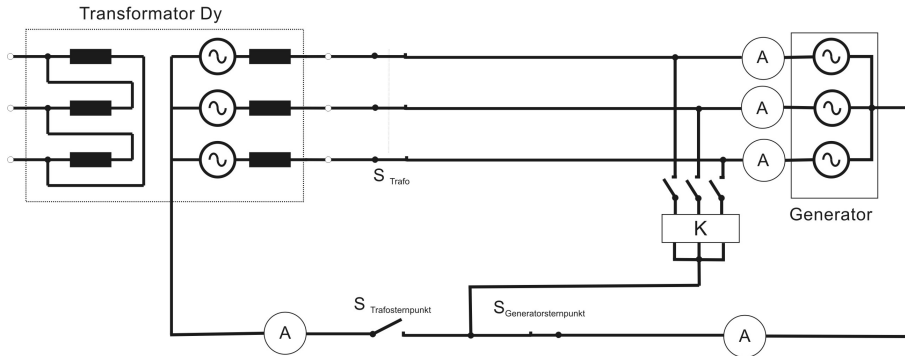 Transformator Dy
A
A
A
S Trafo
Generator
K
S Trafosternpunkt
S Generatorsternpunkt
A
A